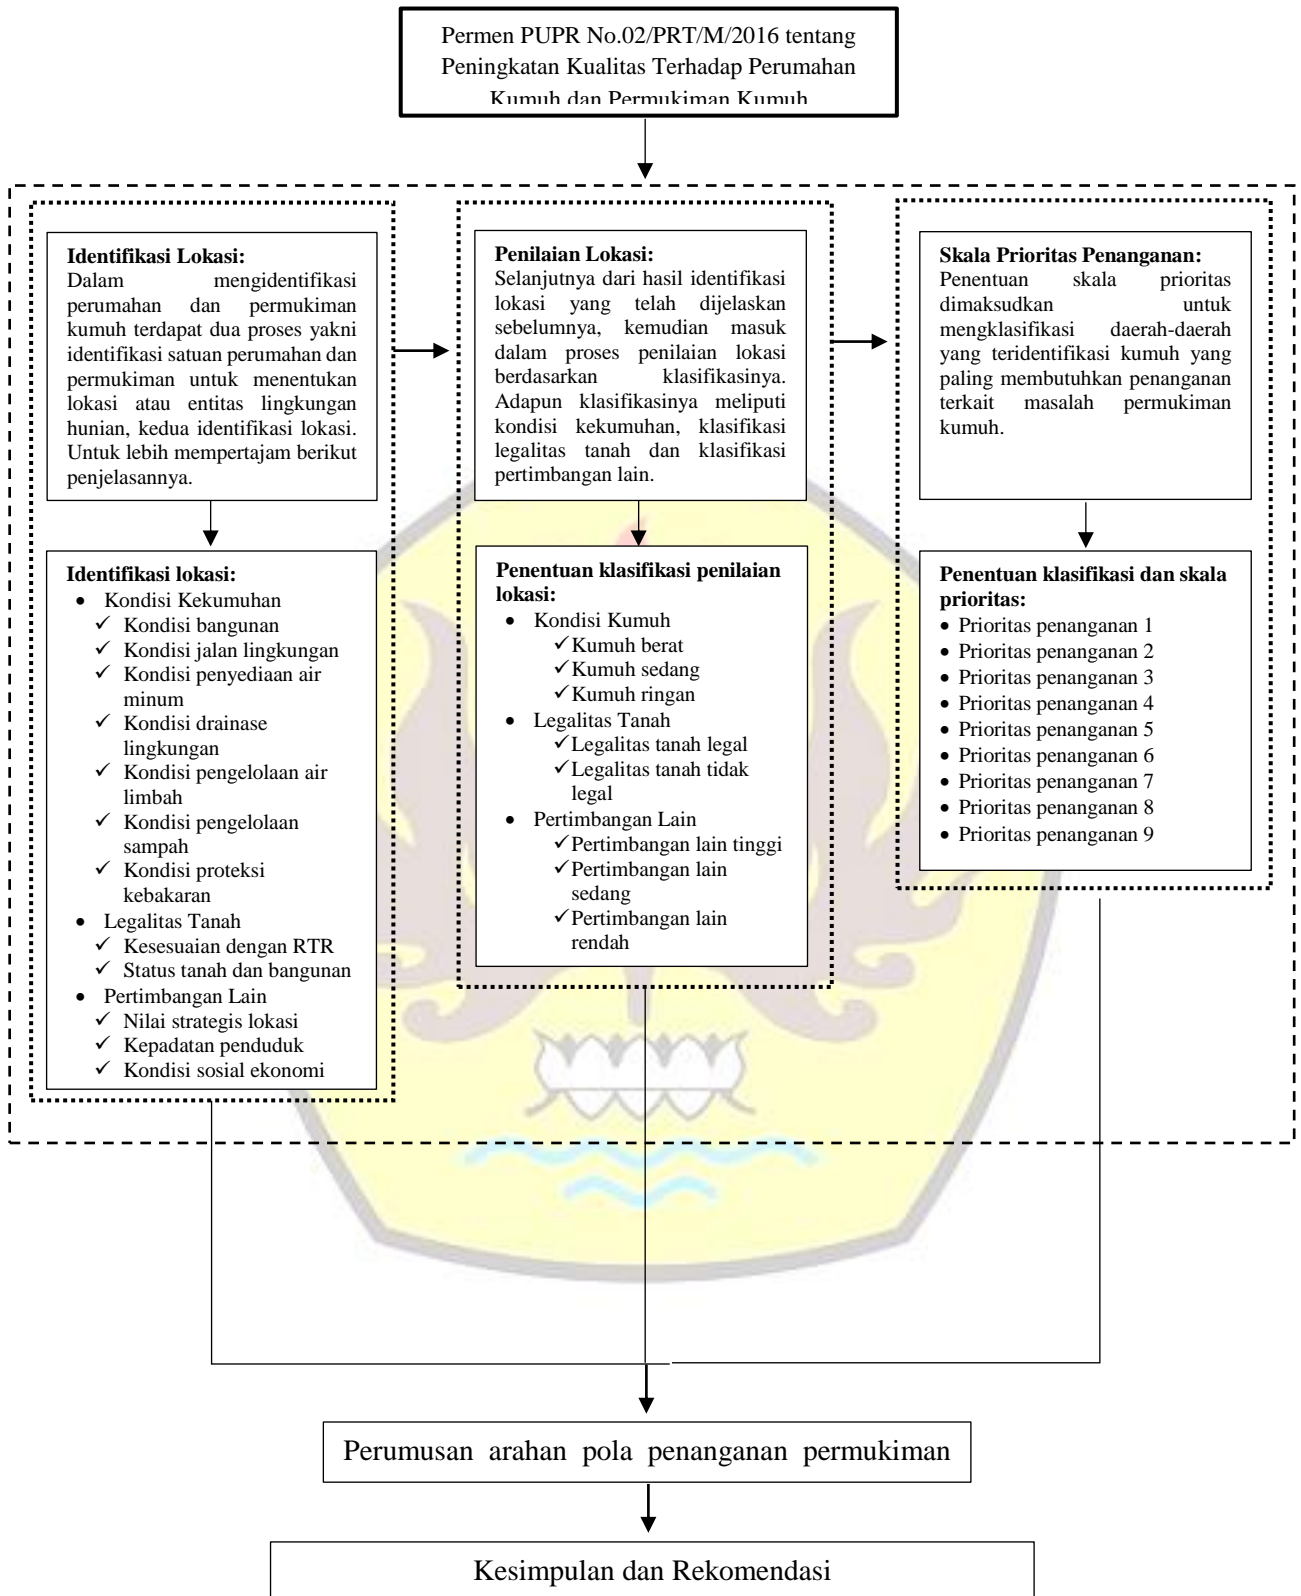 Permen PUPR No.02/PRT/M/2016 tentang
Peningkatan Kualitas Terhadap Perumahan
Kumuh dan Permukiman Kumuh
Identifikasi Lokasi:
Dalam mengidentifikasi
perumahan dan permukiman
kumuh terdapat dua proses yakni
identifikasi satuan perumahan dan
permukiman untuk menentukan
lokasi atau entitas lingkungan
hunian, kedua identifikasi lokasi.
Untuk lebih mempertajam berikut
penjelasannya.
Identifikasi lokasi:
• Kondisi Kekumuhan
✓ Kondisi bangunan
✓ Kondisi jalan lingkungan
✓ Kondisi penyediaan air
minum
✓ Kondisi drainase
lingkungan
✓ Kondisi pengelolaan air
limbah
✓ Kondisi pengelolaan
sampah
✓ Kondisi proteksi
kebakaran
• Legalitas Tanah
✓ Kesesuaian dengan RTR
✓ Status tanah dan bangunan
• Pertimbangan Lain
✓ Nilai strategis lokasi
✓ Kepadatan penduduk
✓ Kondisi sosial ekonomi
Penilaian Lokasi:
Selanjutnya dari hasil identifikasi
lokasi yang telah dijelaskan
sebelumnya, kemudian masuk
dalam proses penilaian lokasi
berdasarkan klasifikasinya.
Adapun klasifikasinya meliputi
kondisi kekumuhan, klasifikasi
legalitas tanah dan klasifikasi
pertimbangan lain.
Penentuan klasifikasi penilaian
lokasi:
• Kondisi Kumuh
✓Kumuh berat
✓Kumuh sedang
✓Kumuh ringan
• Legalitas Tanah
✓Legalitas tanah legal
✓Legalitas tanah tidak
legal
• Pertimbangan Lain
✓Pertimbangan lain tinggi
✓Pertimbangan lain
sedang
✓Pertimbangan lain
rendah
Skala Prioritas Penanganan:
Penentuan skala prioritas
dimaksudkan untuk
mengklasifikasi daerah-daerah
yang teridentifikasi kumuh yang
paling membutuhkan penanganan
terkait masalah permukiman
kumuh.
Penentuan klasifikasi dan skala
prioritas:
• Prioritas penanganan 1
• Prioritas penanganan 2
• Prioritas penanganan 3
• Prioritas penanganan 4
• Prioritas penanganan 5
• Prioritas penanganan 6
• Prioritas penanganan 7
• Prioritas penanganan 8
• Prioritas penanganan 9
Perumusan arahan pola penanganan permukiman
Kesimpulan dan Rekomendasi